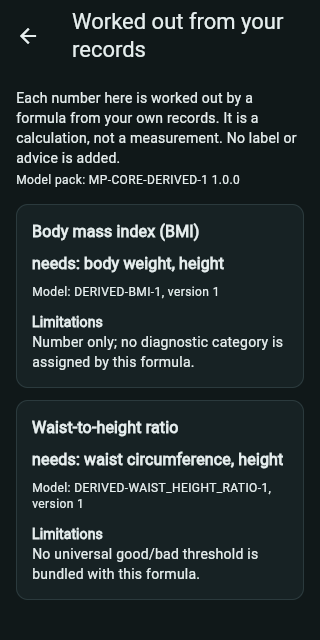 Worked out from your
records
Each number here is worked out by a
formula from your own records. It is a
calculation, not a measurement. No label or
advice is added.
Model pack: MP-CORE-DERIVED-1 1.0.0
Body mass index (BMI)
needs: body weight, height
Model: DERIVED-BMI-1, version 1
Limitations
Number only; no diagnostic category is
assigned by this formula.
Waist-to-height ratio
needs: waist circumference, height
Model: DERIVED-WAIST_HEIGHT_RATIO-1,
version 1
Limitations
No universal good/bad threshold is
bundled with this formula.